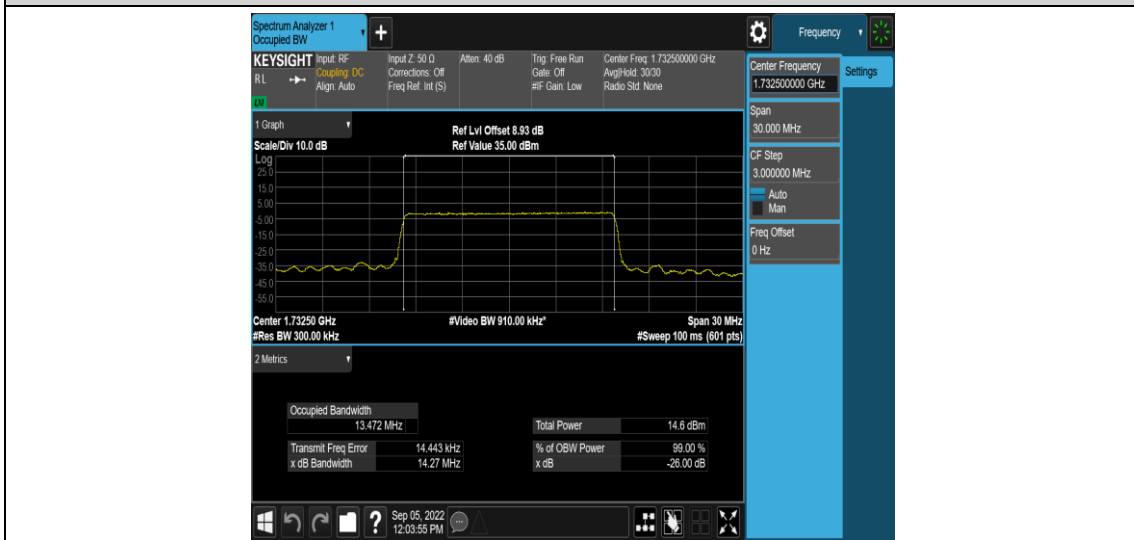 Spectrum Analyzer 1
Occupied BW
Frequency
KEYSIGHT
RL
LNI
Input: RF
Coupling: DC
Align: Auto
Input Z: 50 Ω
Corrections: Off
Freq Ref: Int (S)
Atten: 40 dB
Trig: Free Run
Gate: Off
#IF Gain: Low
Center Freq: 1.732500000 GHz
Avg|Hold: 30/30
Radio Std: None
Center Frequency
1.732500000 GHz
Settings
Span
30.000 MHz
CF Step
3.000000 MHz
Auto
Man
Freq Offset
0 Hz
1 Graph
Scale/Div 10.0 dB
Ref Lvl Offset 8.93 dB
Ref Value 35.00 dBm
Log
25.0
15.0
5.00
-5.00
-15.0
-25.0
-35.0
-45.0
-55.0
Center 1.73250 GHz
#Video BW 910.00 kHz*
Span 30 MHz
#Res BW 300.00 kHz
#Sweep 100 ms (601 pts)
2 Metrics
Occupied Bandwidth
13.472 MHz
Total Power 14.6 dBm
Transmit Freq Error 14.443 kHz
% of OBW Power 99.00 %
x dB Bandwidth 14.27 MHz
x dB -26.00 dB
?
Sep 05, 2022
12:03:55 PM